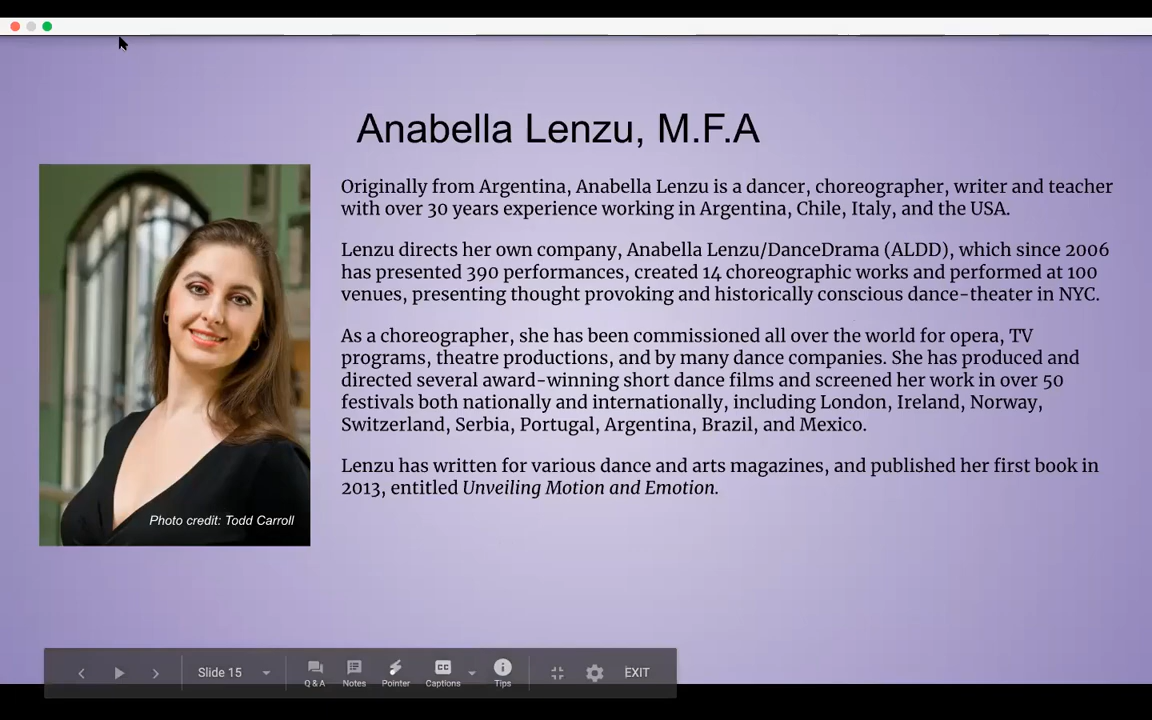 Anabella Lenzu, M.F.A
Originally from Argentina, Anabella Lenzu is a dancer, choreographer, writer and teacher
with over 30 years experience working in Argentina, Chile, Italy, and the USA.
Lenzu directs her own company, Anabella Lenzu/DanceDrama (ALDD), which since 2006
has presented 390 performances, created 14 choreographic works and performed at 100
venues, presenting thought provoking and historically conscious dance-theater in NYC.
As a choreographer, she has been commissioned all over the world for opera, TV
programs, theatre productions, and by many dance companies. She has produced and
directed several award-winning short dance films and screened her work in over 50
festivals both nationally and internationally, including London, Ireland, Norway,
Switzerland, Serbia, Portugal, Argentina, Brazil, and Mexico.
Lenzu has written for various dance and arts magazines, and published her first book in
2013, entitled Unveiling Motion and Emotion.
Photo credit: Todd Carroll
Slide 15
Q & A
Notes
Pointer
CC
Captions
Tips
EXIT